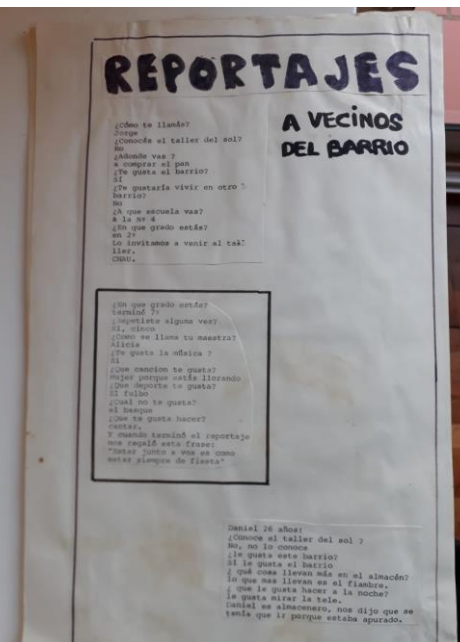 REPORTAJES
A VECINOS
DEL BARRIO
¿Cómo te llamás?
Jorge
¿Conocés el taller del sol?
No
¿Adonde vas ?
a comprar el pan
¿Te gusta el barrio?
Sí
¿Te gustaría vivir en otro
barrio?
No
¿A que escuela vas?
A la Nº 4
¿En que grado estás?
en 2º
Lo invitamos a venir al tal
ller.
CHAU.
¿En que grado estás?
terminé 7º
¿Repetiste alguna vez?
Sí, cinco
¿Como se llama tu maestra?
Alicia
¿Te gusta la música ?
Sí
¿Que cancion te gusta?
Mujer porque estás llorando
¿Que deporte te gusta?
El fulbo
¿Cual no te gusta?
el basque
¿Que te gusta hacer?
cantar.
Y cuando terminó el reportaje
nos regaló esta frase:
"Estar junto a vos es como
estar siempre de fiesta"
Daniel 26 años:
¿Conoce el taller del sol ?
No, no lo conoce
¿le gusta este barrio?
Sí le gusta el barrio
¿ qué cosa llevan más en el almacén?
lo que mas llevan es el fiambre.
¿ que le gusta hacer a la noche?
le gusta mirar la tele.
Daniel es almacenero, nos dijo que se
tenía que ir porque estaba apurado.